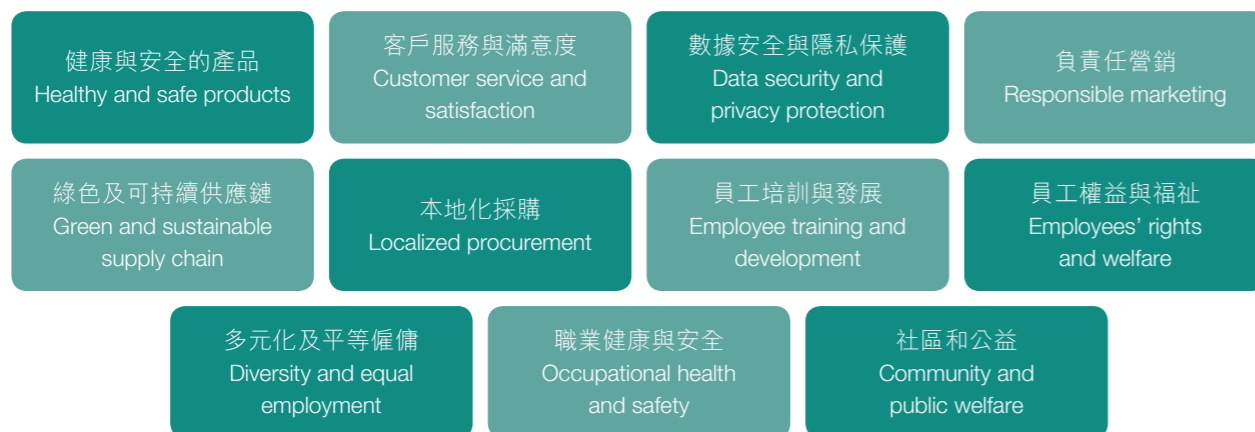 健康與安全的產品
Healthy and safe products
客戶服務與滿意度
Customer service and
satisfaction
數據安全與隱私保護
Data security and
privacy protection
負責任營銷
Responsible marketing
綠色及可持續供應鏈
Green and sustainable
supply chain
本地化採購
Localized procurement
員工培訓與發展
Employee training and
development
員工權益與福祉
Employees’ rights
and welfare
多元化及平等僱傭
Diversity and equal
employment
職業健康與安全
Occupational health
and safety
社區和公益
Community and
public welfare